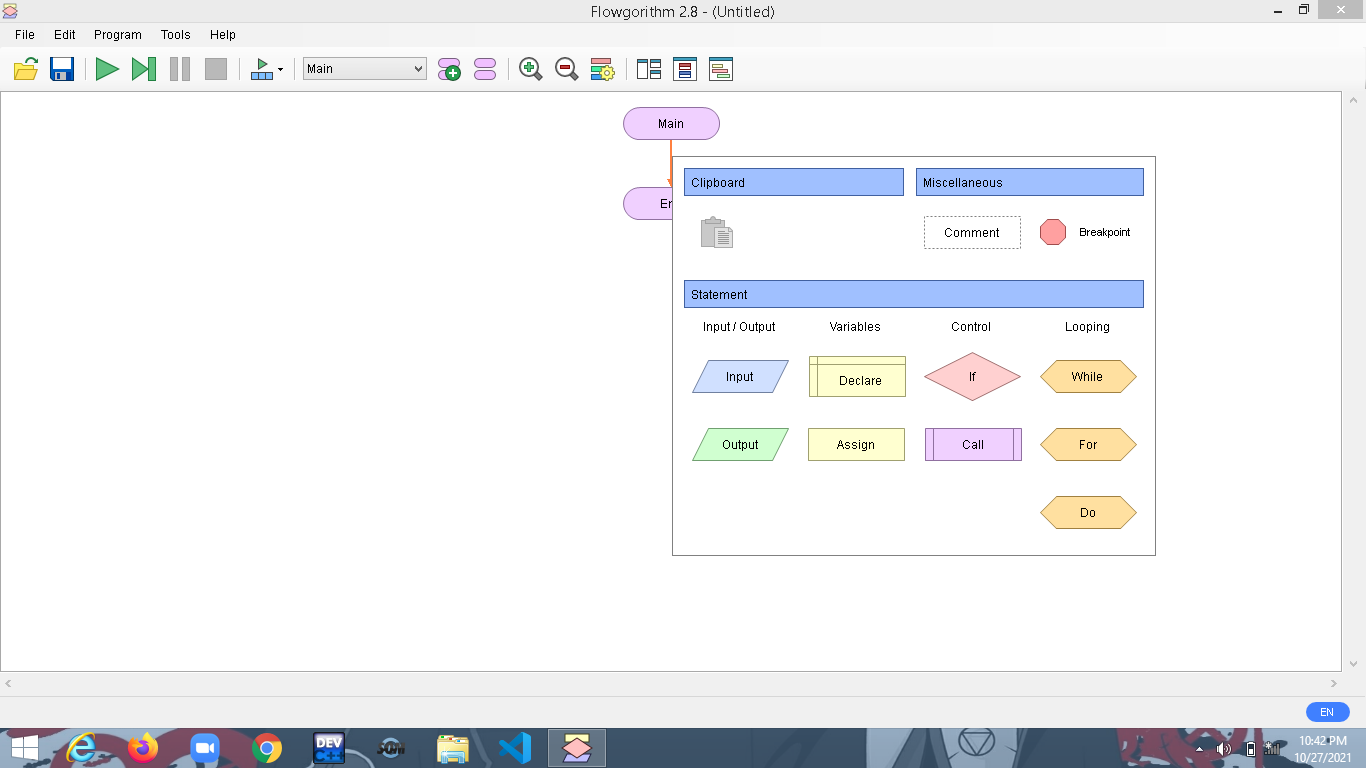 Flowgorithm 2.8 - (Untitled)
File Edit Program Tools Help
Main
Main
Clipboard Miscellaneous
Comment Breakpoint
Statement
Input / Output Variables Control Looping
Input Declare If While
Output Assign Call For
Do
EN
DEV
C++
10:42 PM
10/27/2021